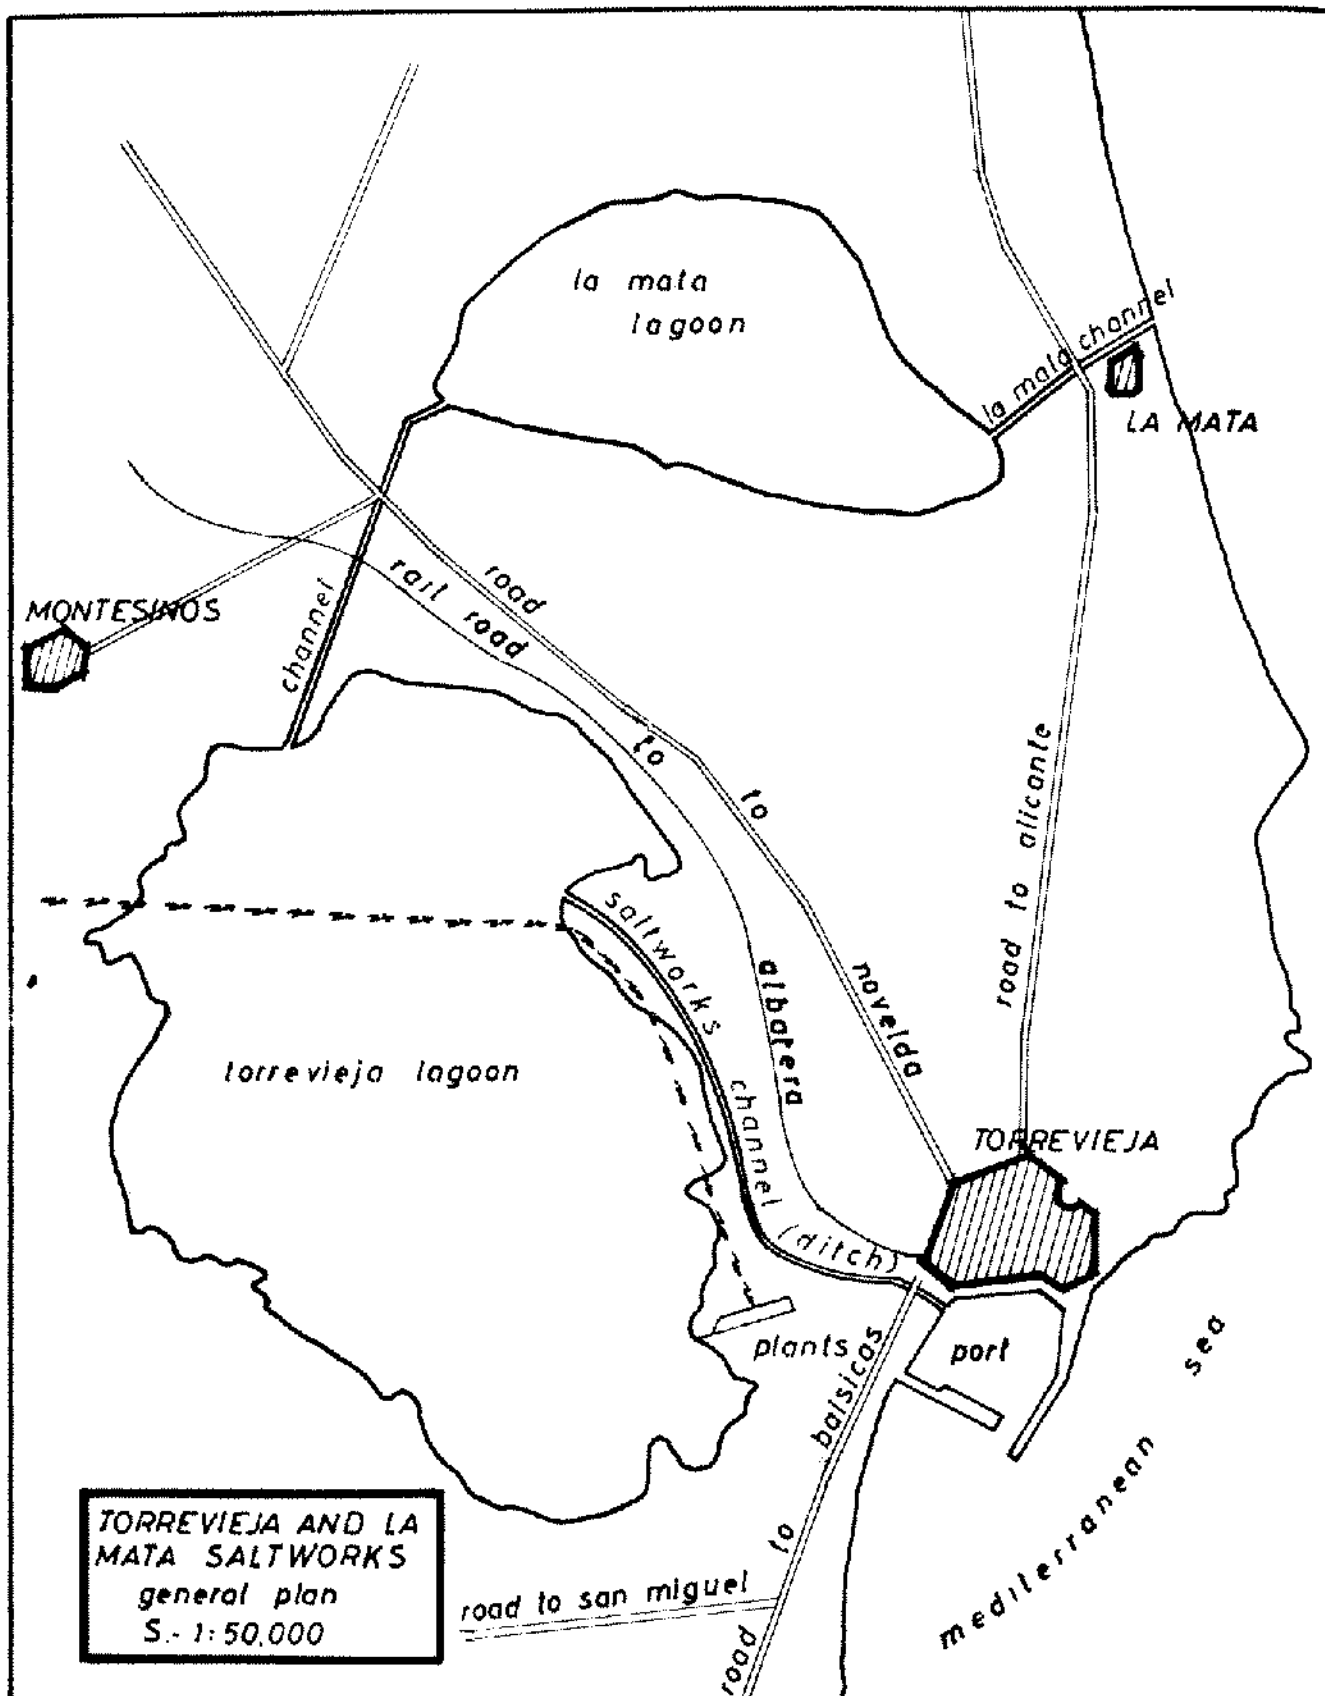 la mata
lagoon
la mata channel
LA MATA
channel
road to novelda
rail road to albatera
MONTESINOS
road to alicante
saltworks channel (ditch)
torrevieja lagoon
TORREVIEJA
plants
port
road to balsicas
mediterranean sea
road to san miguel
TORREVIEJA AND LA
MATA SALTWORKS
general plan
S.- 1:50,000